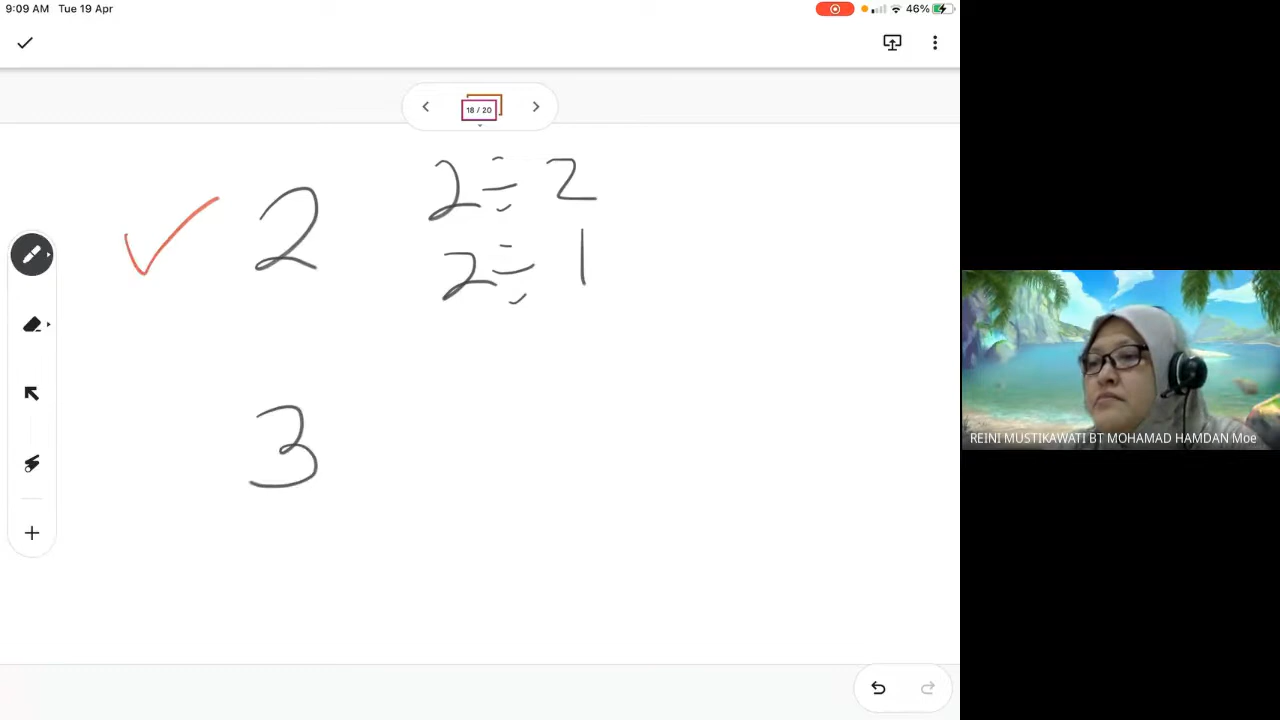 9:09 AM Tue 19 Apr
46%
18 / 20
2 2 ÷ 2
2 ÷ 1
3
REINI MUSTIKAWATI BT MOHAMAD HAMDAN Moe